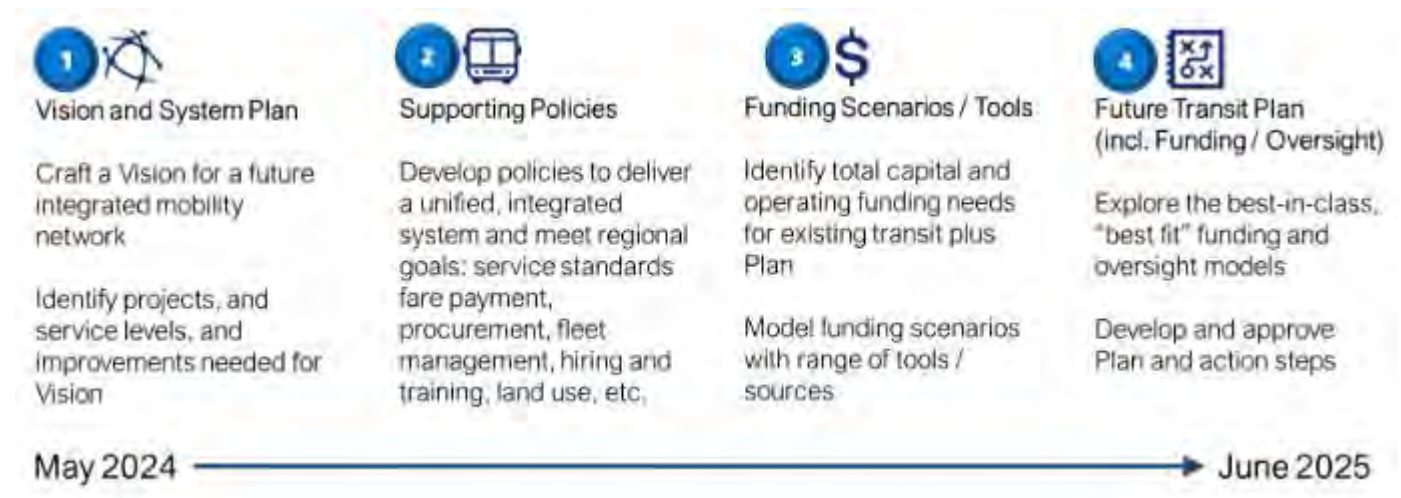 1
Vision and System Plan
Craft a Vision for a future
integrated mobility
network
Identify projects, and
service levels, and
improvements needed for
Vision
2
Supporting Policies
Develop policies to deliver
a unified, integrated
system and meet regional
goals: service standards
fare payment,
procurement, fleet
management, hiring and
training, land use, etc.
3
$
Funding Scenarios / Tools
Identify total capital and
operating funding needs
for existing transit plus
Plan
Model funding scenarios
with range of tools /
sources
4
Future Transit Plan
(incl. Funding / Oversight)
Explore the best-in-class,
"best fit" funding and
oversight models
Develop and approve
Plan and action steps
May 2024
June 2025